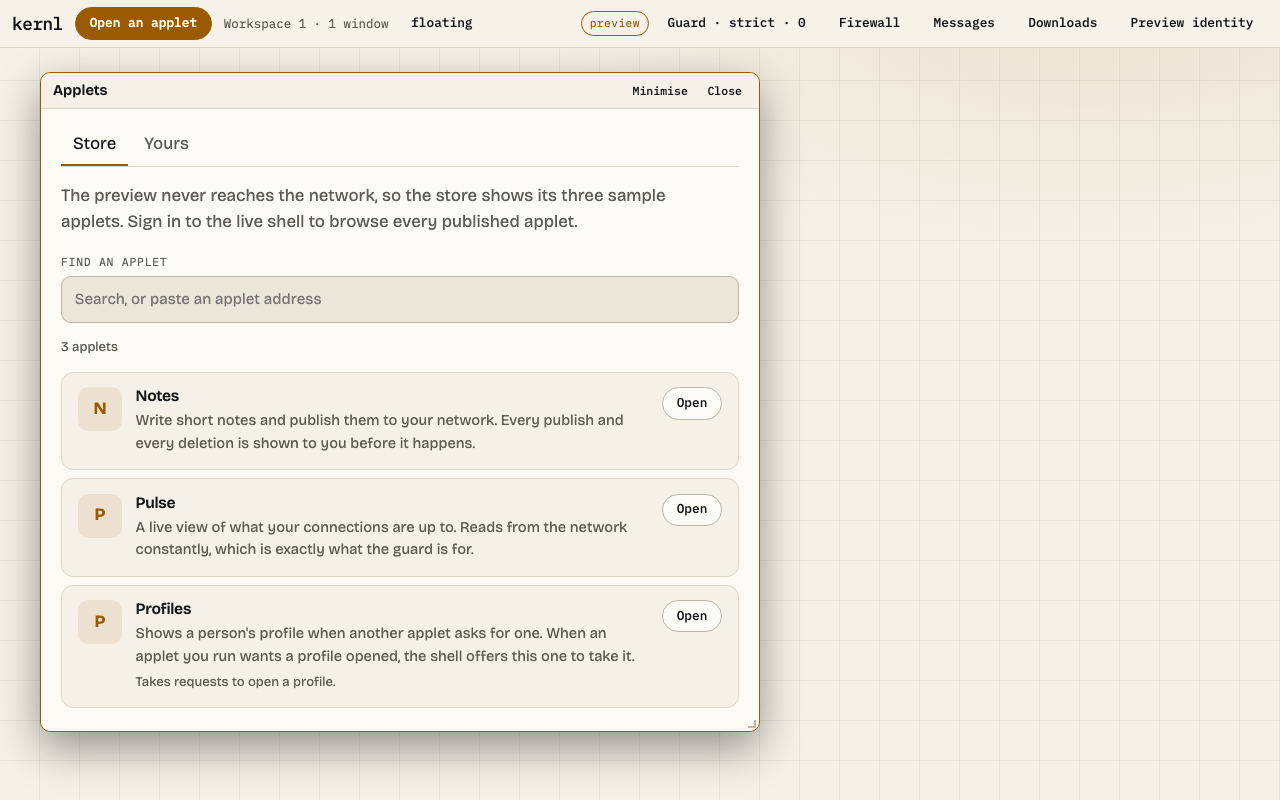 kernl Open an applet Workspace 1 · 1 window floating preview Guard · strict · 0 Firewall Messages Downloads Preview identity
Applets Minimise Close
Store Yours
The preview never reaches the network, so the store shows its three sample
applets. Sign in to the live shell to browse every published applet.
FIND AN APPLET
Search, or paste an applet address
3 applets
N Notes Open
Write short notes and publish them to your network. Every publish and
every deletion is shown to you before it happens.
P Pulse Open
A live view of what your connections are up to. Reads from the network
constantly, which is exactly what the guard is for.
P Profiles Open
Shows a person's profile when another applet asks for one. When an
applet you run wants a profile opened, the shell offers this one to take it.
Takes requests to open a profile.